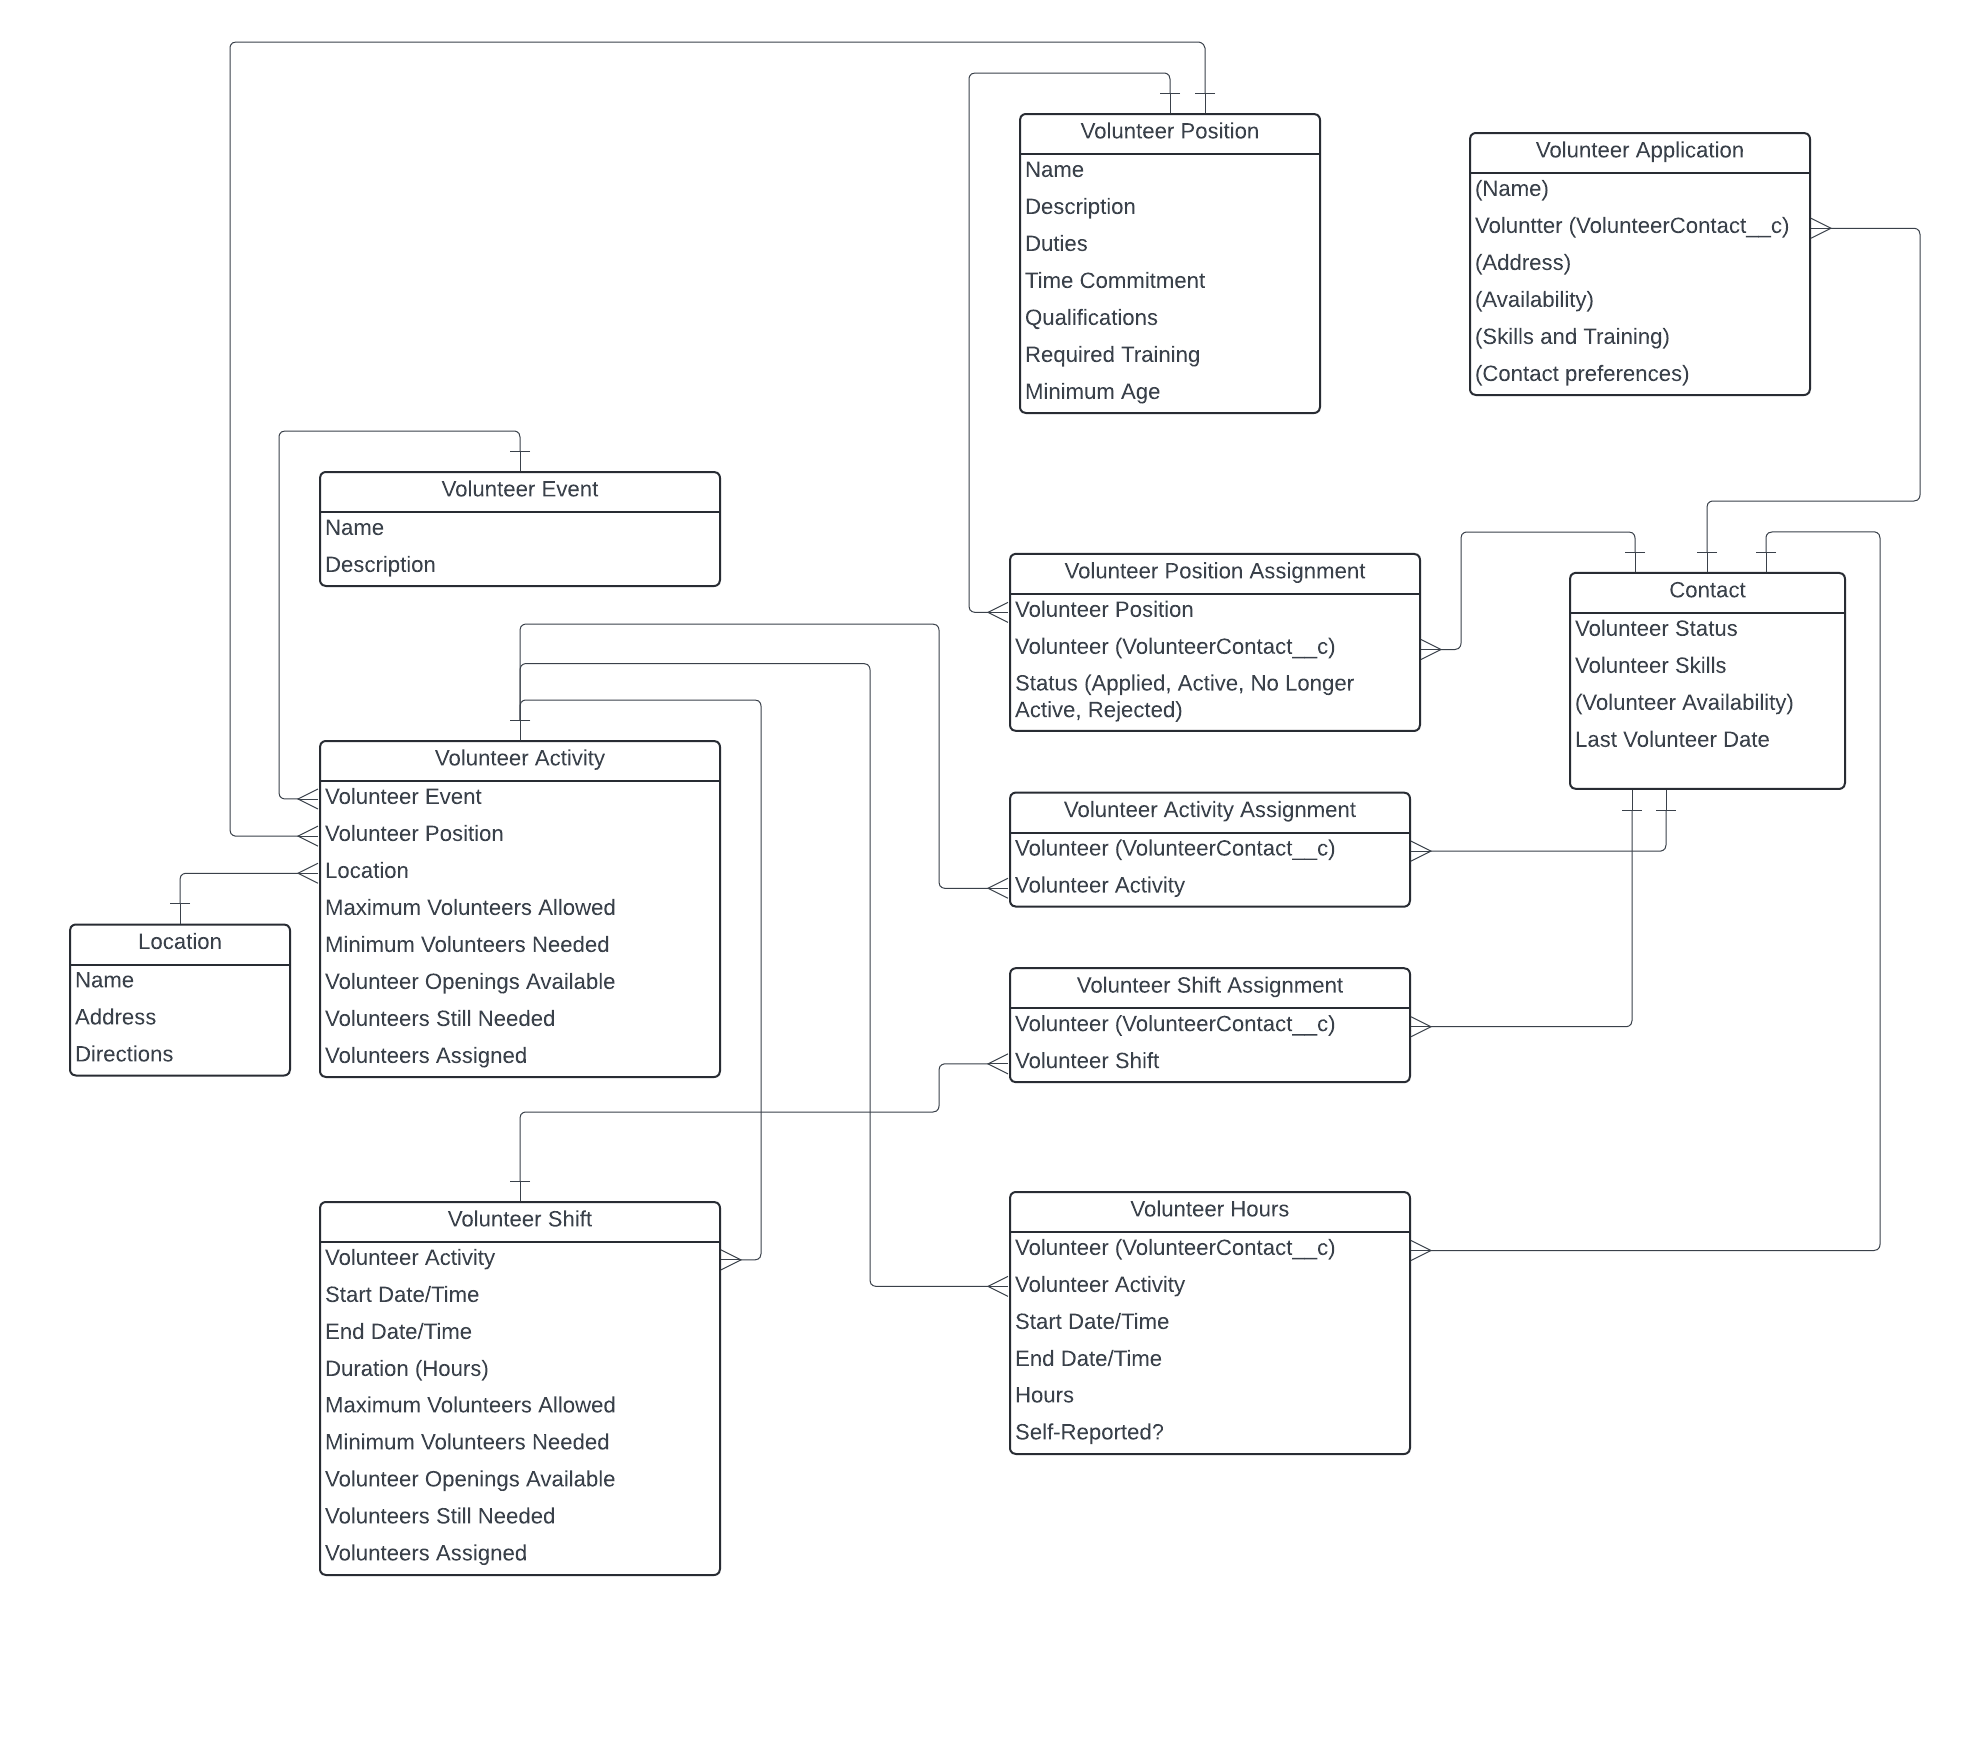 Volunteer Position
Name
Description
Duties
Time Commitment
Qualifications
Required Training
Minimum Age
Volunteer Application
(Name)
Voluntter (VolunteerContact__c)
(Address)
(Availability)
(Skills and Training)
(Contact preferences)
Volunteer Event
Name
Description
Volunteer Position Assignment
Volunteer Position
Volunteer (VolunteerContact__c)
Status (Applied, Active, No Longer
Active, Rejected)
Contact
Volunteer Status
Volunteer Skills
(Volunteer Availability)
Last Volunteer Date
Volunteer Activity
Volunteer Event
Volunteer Position
Location
Maximum Volunteers Allowed
Minimum Volunteers Needed
Volunteer Openings Available
Volunteers Still Needed
Volunteers Assigned
Volunteer Activity Assignment
Volunteer (VolunteerContact__c)
Volunteer Activity
Location
Name
Address
Directions
Volunteer Shift Assignment
Volunteer (VolunteerContact__c)
Volunteer Shift
Volunteer Shift
Volunteer Activity
Start Date/Time
End Date/Time
Duration (Hours)
Maximum Volunteers Allowed
Minimum Volunteers Needed
Volunteer Openings Available
Volunteers Still Needed
Volunteers Assigned
Volunteer Hours
Volunteer (VolunteerContact__c)
Volunteer Activity
Start Date/Time
End Date/Time
Hours
Self-Reported?